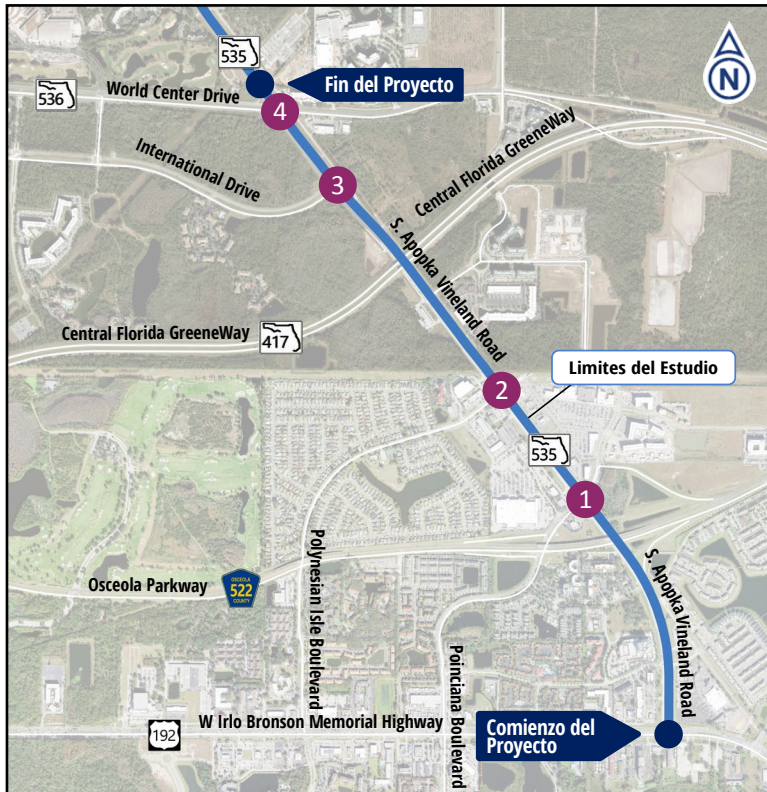 535
Fin del Proyecto
N
536
World Center Drive
4
International Drive
3
Central Florida GreeneWay
S. Apopka Vineland Road
Central Florida GreeneWay
417
Limites del Estudio
2
535
1
Osceola Parkway
OSCEOLA
522
COUNTY
Polynesian Isle Boulevard
Poinciana Boulevard
S. Apopka Vineland Road
W Irlo Bronson Memorial Highway
192
Comienzo del
Proyecto